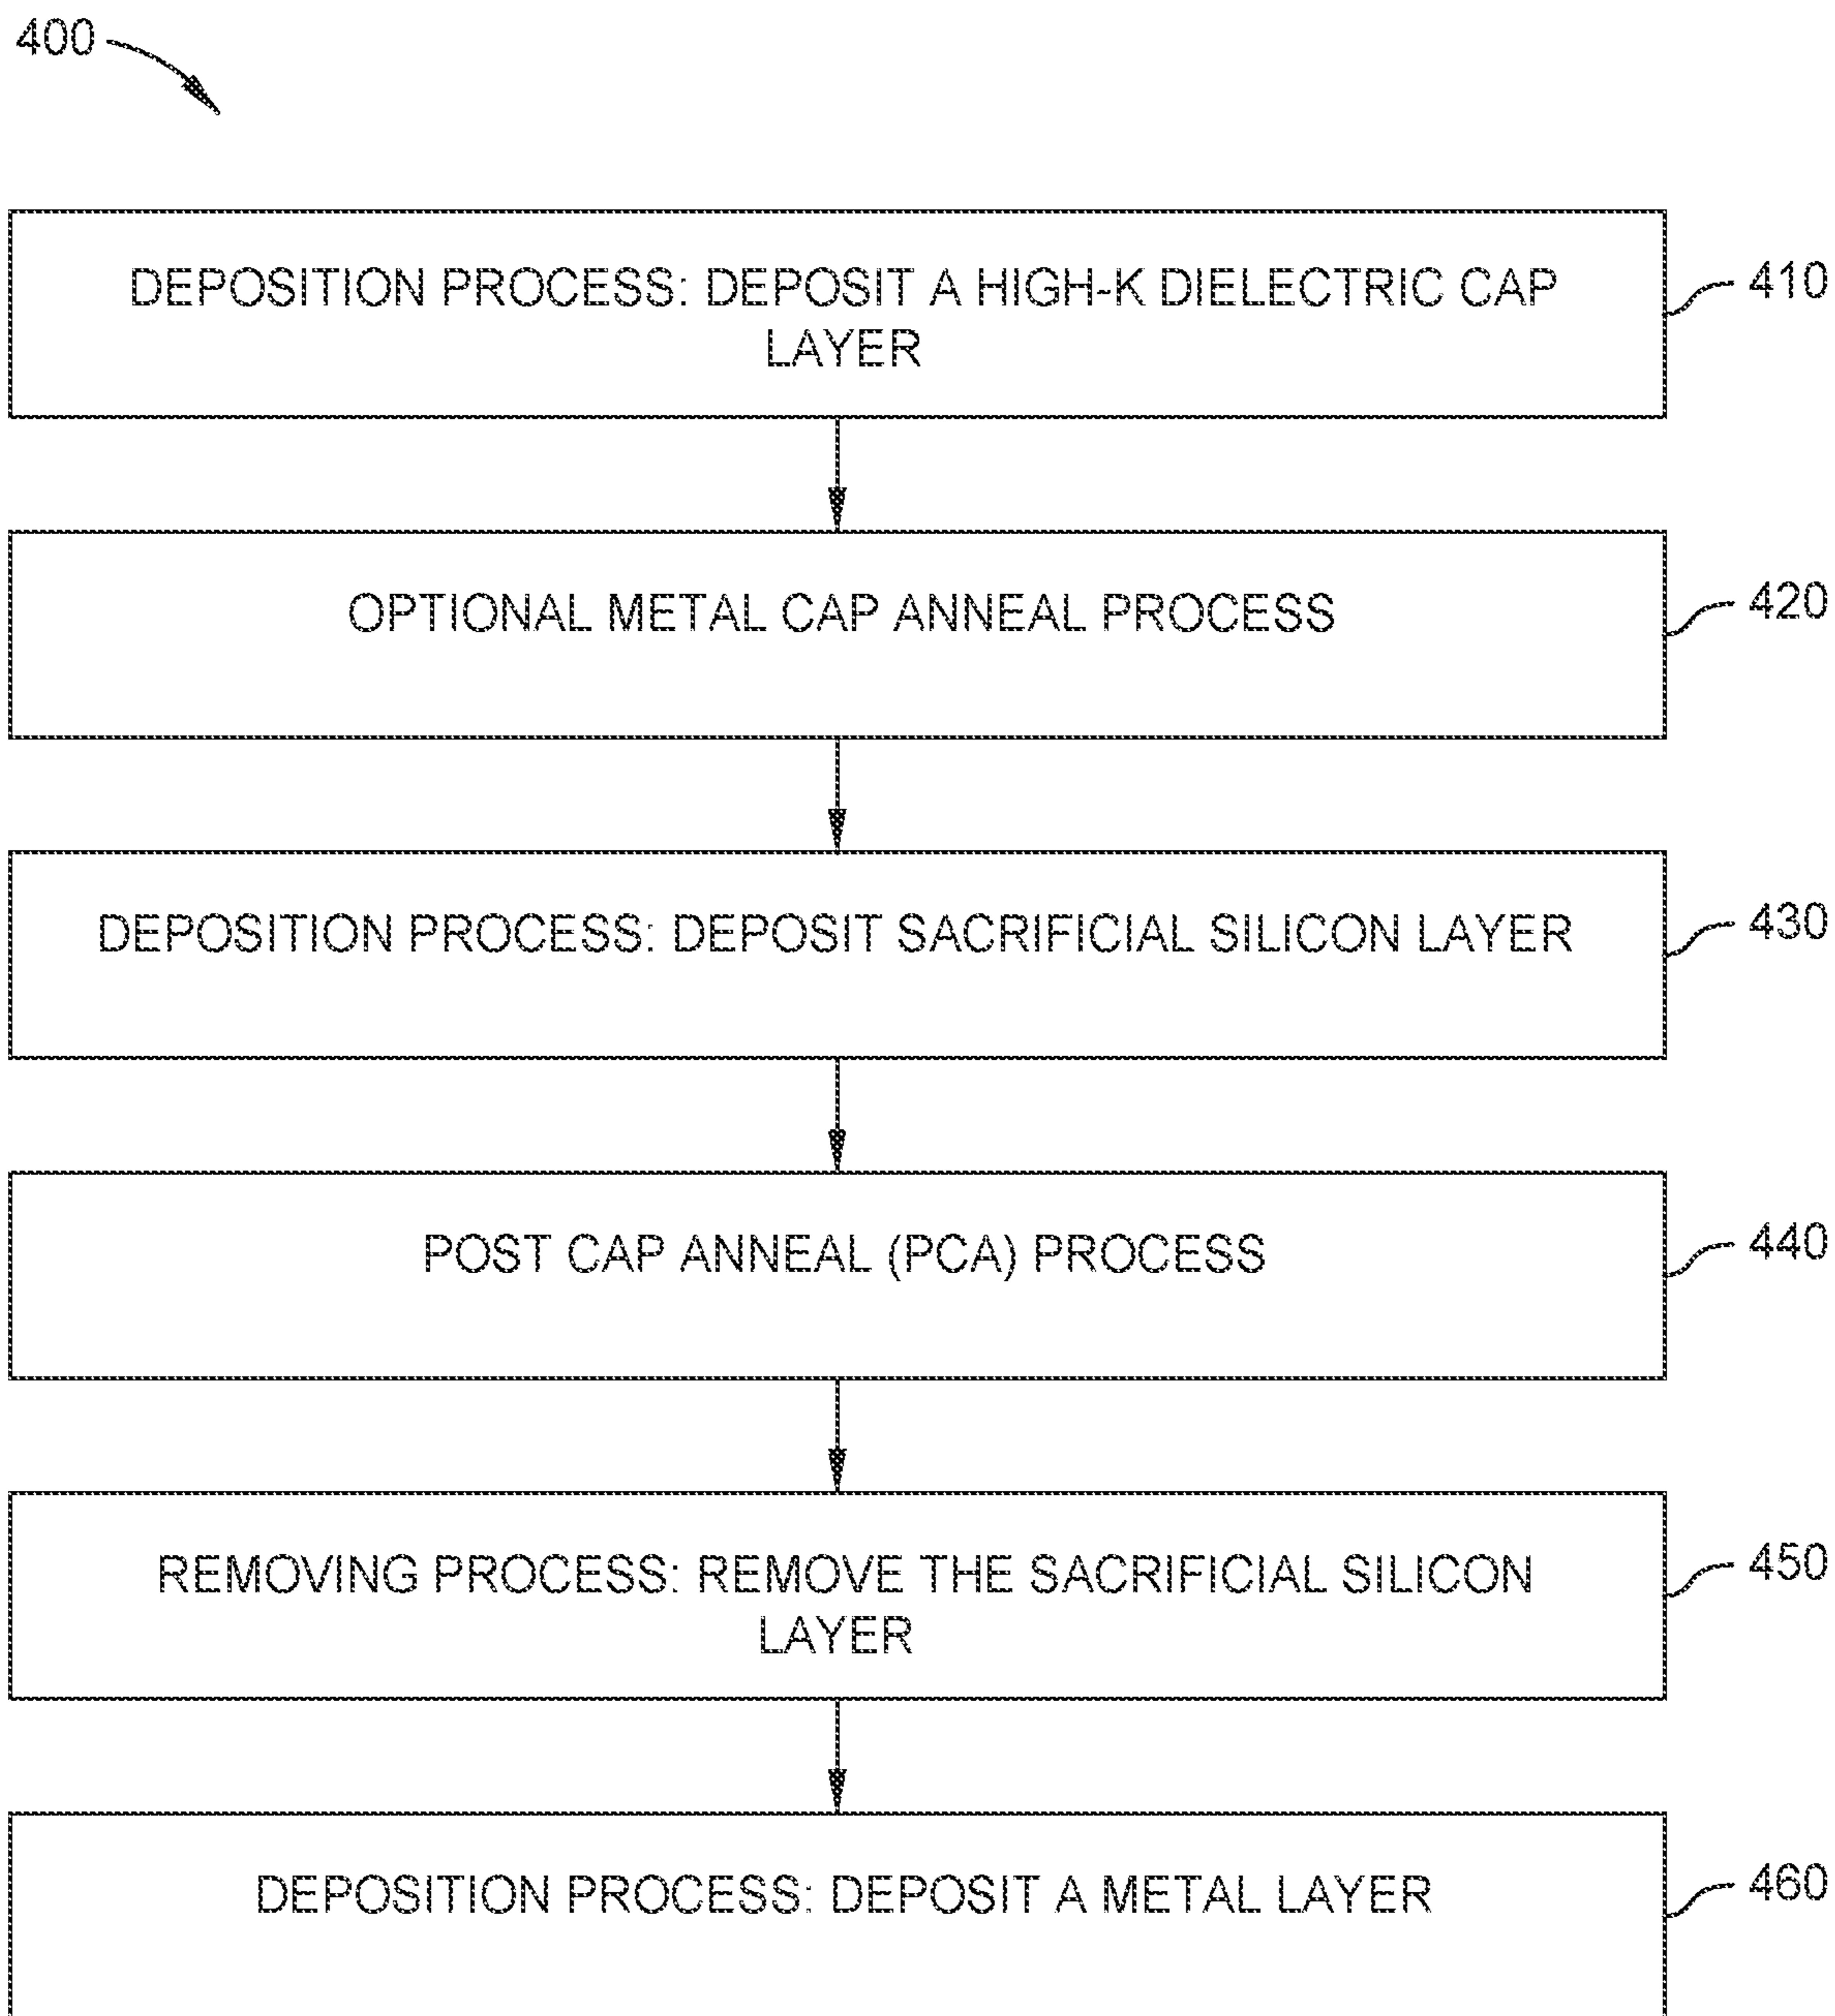 400
DEPOSITION PROCESS: DEPOSIT A HIGH-K DIELECTRIC CAP
LAYER
410
OPTIONAL METAL CAP ANNEAL PROCESS
420
DEPOSITION PROCESS: DEPOSIT SACRIFICIAL SILICON LAYER
430
POST CAP ANNEAL (PCA) PROCESS
440
REMOVING PROCESS: REMOVE THE SACRIFICIAL SILICON
LAYER
450
DEPOSITION PROCESS: DEPOSIT A METAL LAYER
460